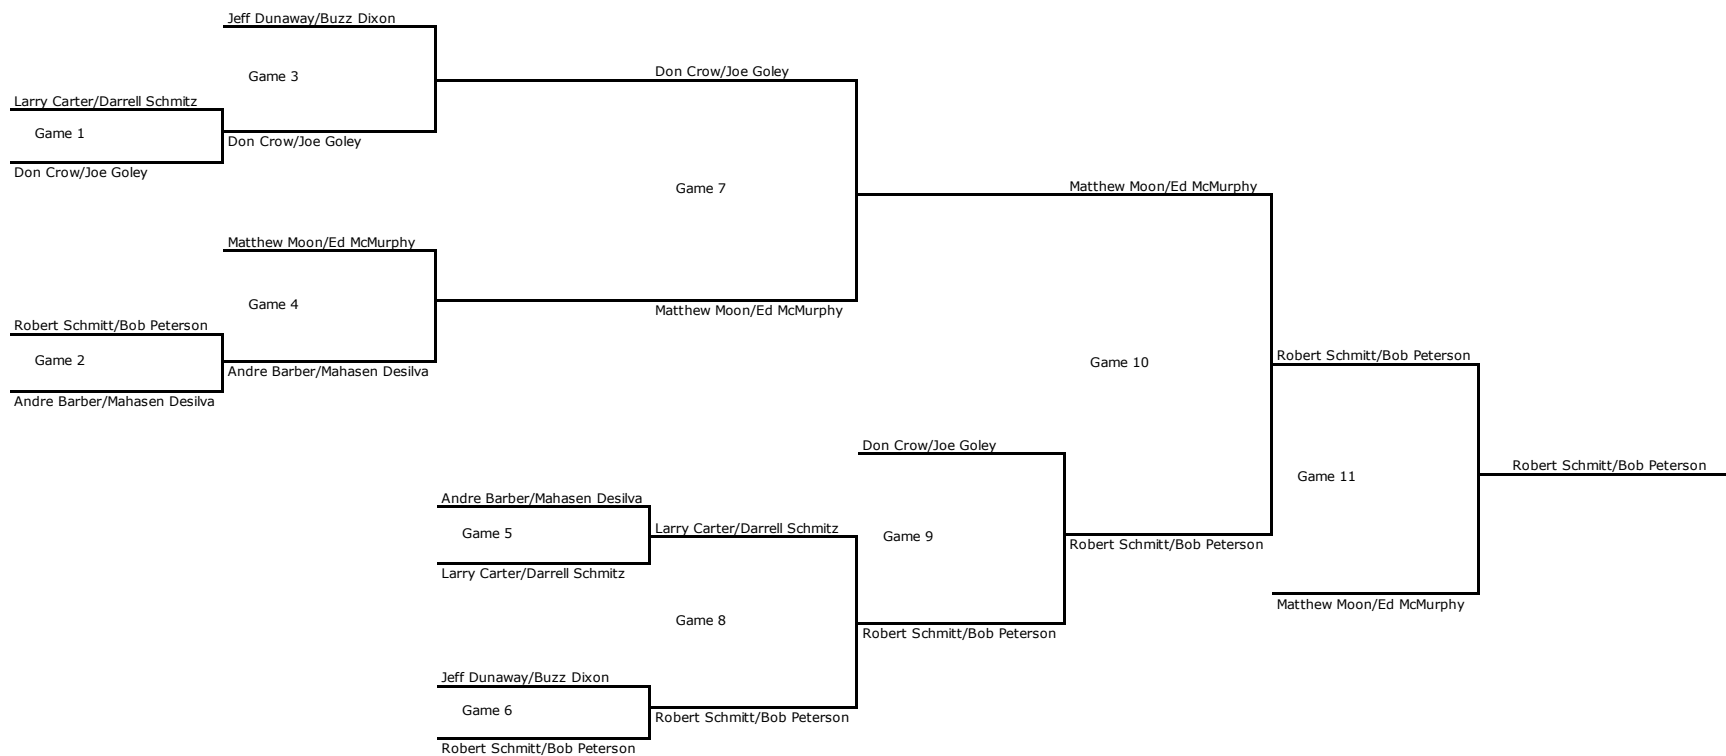 Jeff Dunaway/Buzz Dixon
Game 3
Don Crow/Joe Goley
Larry Carter/Darrell Schmitz
Game 1
Don Crow/Joe Goley
Don Crow/Joe Goley
Game 7
Matthew Moon/Ed McMurphy
Matthew Moon/Ed McMurphy
Game 4
Robert Schmitt/Bob Peterson
Matthew Moon/Ed McMurphy
Game 2
Game 10
Robert Schmitt/Bob Peterson
Andre Barber/Mahasen Desilva
Andre Barber/Mahasen Desilva
Don Crow/Joe Goley
Robert Schmitt/Bob Peterson
Game 11
Andre Barber/Mahasen Desilva
Larry Carter/Darrell Schmitz
Game 5
Game 9
Robert Schmitt/Bob Peterson
Larry Carter/Darrell Schmitz
Matthew Moon/Ed McMurphy
Game 8
Robert Schmitt/Bob Peterson
Jeff Dunaway/Buzz Dixon
Game 6
Robert Schmitt/Bob Peterson
Robert Schmitt/Bob Peterson